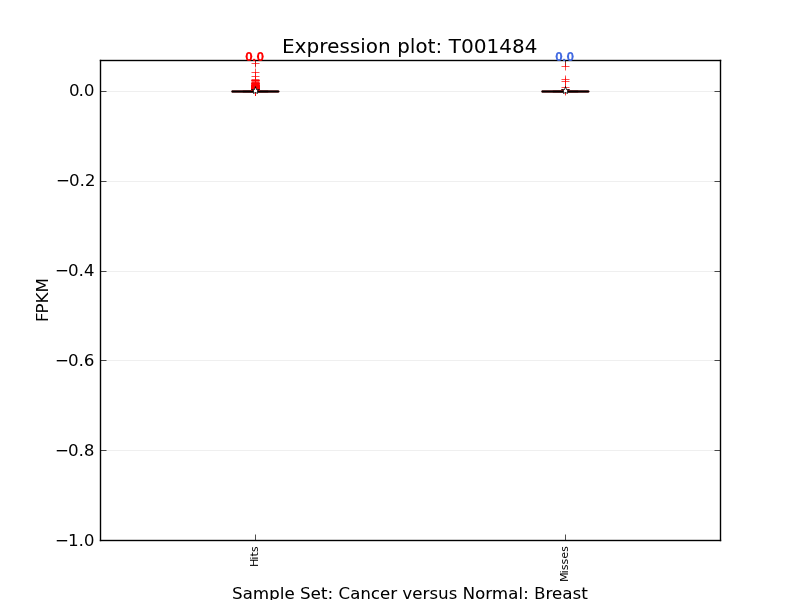 Expression plot: T001484
0.0 0.0
0.0
−0.2
−0.4
−0.6
−0.8
−1.0
FPKM
Hits Misses
Sample Set: Cancer versus Normal: Breast